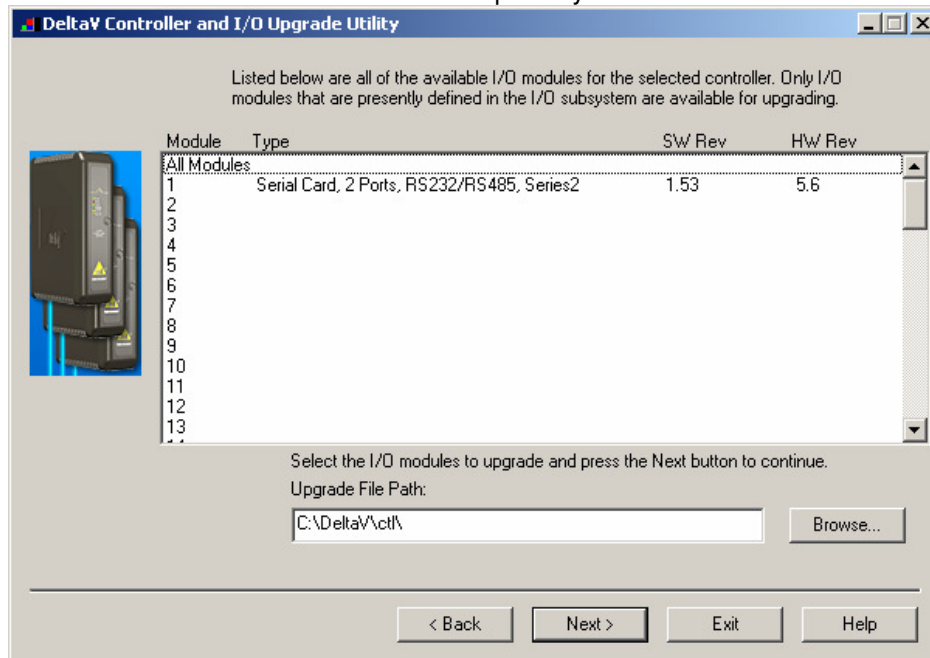 DeltaV Controller and I/O Upgrade Utility
Listed below are all of the available I/O modules for the selected controller. Only I/O
modules that are presently defined in the I/O subsystem are available for upgrading.
Module Type SW Rev HW Rev
All Modules
1 Serial Card, 2 Ports, RS232/RS485, Series2 1.53 5.6
2
3
4
5
6
7
8
9
10
11
12
13
Select the I/O modules to upgrade and press the Next button to continue.
Upgrade File Path:
C:\DeltaV\ctl\
Browse...
< Back
Next >
Exit
Help